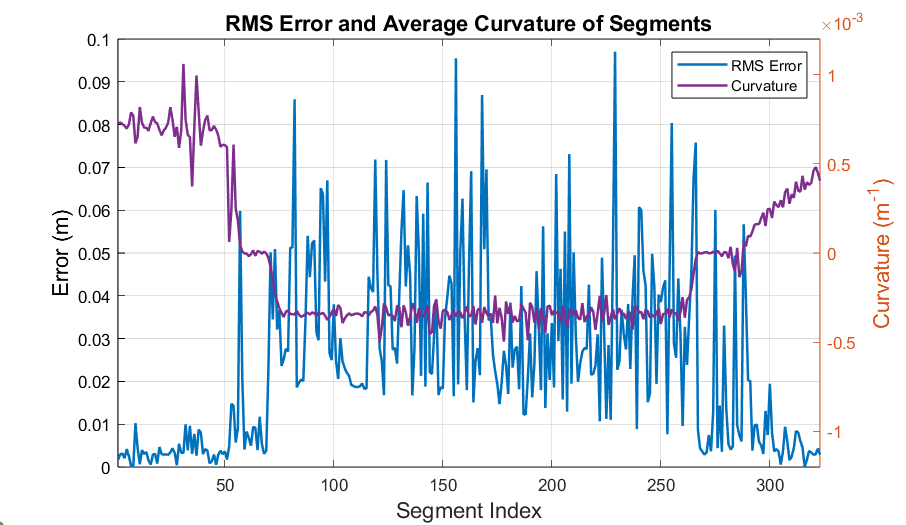 RMS Error and Average Curvature of Segments
×10⁻³
0.1
0.09
0.08
0.07
0.06
0.05
0.04
0.03
0.02
0.01
0
Error (m)
RMS Error
Curvature
1
0.5
0
-0.5
-1
Curvature (m⁻¹)
50 100 150 200 250 300
Segment Index